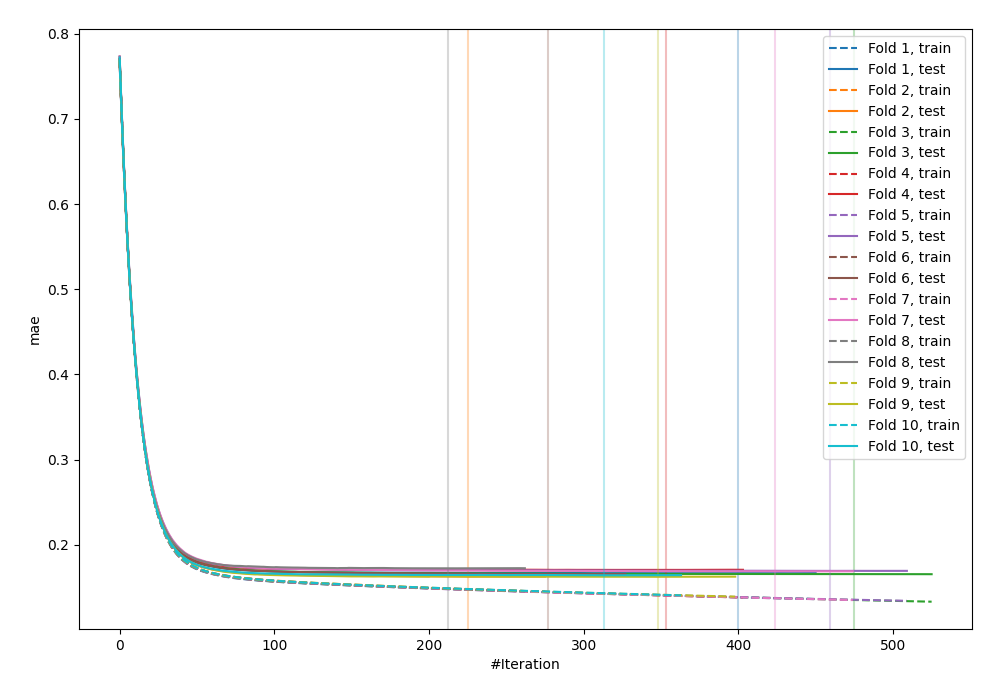 0.8
0.7
0.6
0.5
0.4
0.3
0.2
mae
0
100
200
300
400
500
#Iteration
Fold 1, train
Fold 1, test
Fold 2, train
Fold 2, test
Fold 3, train
Fold 3, test
Fold 4, train
Fold 4, test
Fold 5, train
Fold 5, test
Fold 6, train
Fold 6, test
Fold 7, train
Fold 7, test
Fold 8, train
Fold 8, test
Fold 9, train
Fold 9, test
Fold 10, train
Fold 10, test